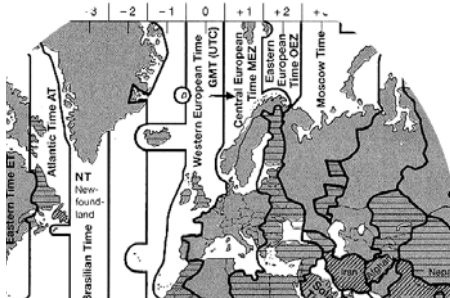 -3 -2 -1 0 +1 +2
Eastern Time ET
Atlantic Time AT
NT
New-
found-
land
Brasilian Time
Western European Time
GMT (UTC)
Central European
Time MEZ
Eastern
European
Time OEZ
Moscow Time
Iran
Nepa